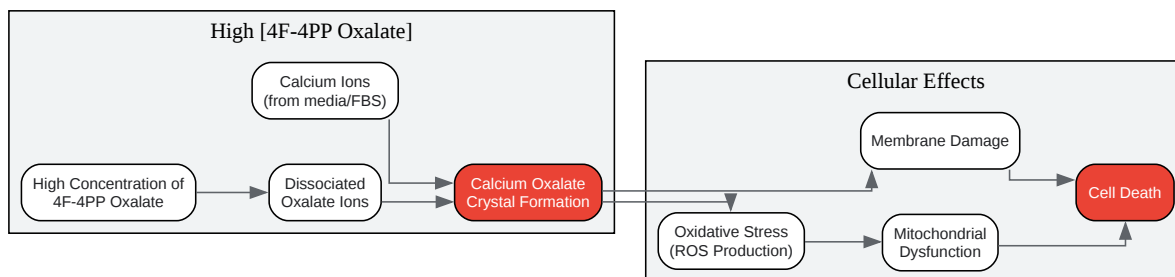 High [4F-4PP Oxalate]
Calcium Ions
(from media/FBS)
High Concentration of
4F-4PP Oxalate
Dissociated
Oxalate Ions
Calcium Oxalate
Crystal Formation
Cellular Effects
Membrane Damage
Cell Death
Oxidative Stress
(ROS Production)
Mitochondrial
Dysfunction